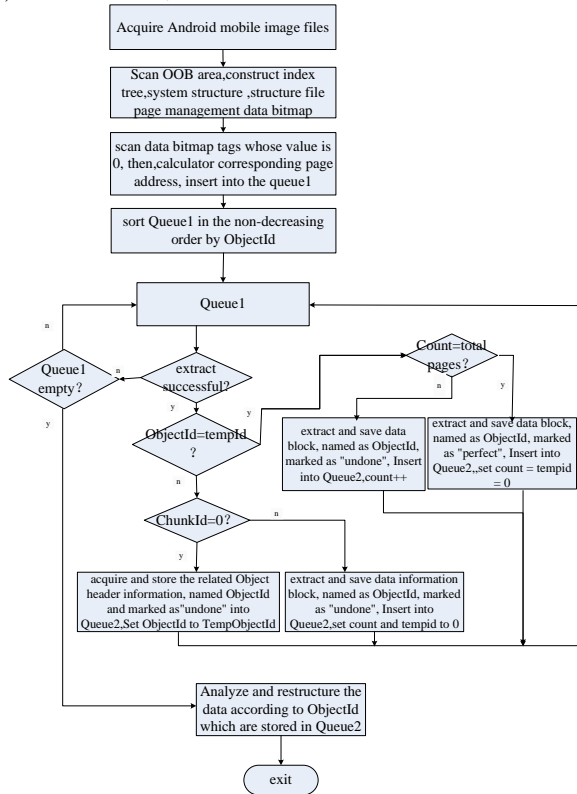 Acquire Android mobile image files
Scan OOB area,construct index
tree,system structure ,structure file
page management data bitmap
scan data bitmap tags whose value is
0, then,calculator corresponding page
address, insert into the queue1
sort Queue1 in the non-decreasing
order by ObjectId
Queue1
n
Queue1
empty?
y
n
extract
successful?
y
y
ObjectId=tempId
?
y
n
Count=total
pages?
n
y
extract and save data
block, named as ObjectId,
marked as "undone", Insert
into Queue2,count++
extract and save data block,
named as ObjectId, marked
as "perfect", Insert into
Queue2,,set count = tempid
= 0
ChunkId=0?
n
y
acquire and store the related Object
header information, named ObjectId
and marked as"undone" into
Queue2,Set ObjectId to TempObjectId
extract and save data information
block, named as ObjectId, marked
as "undone", Insert into
Queue2,set count and tempid to 0
Analyze and restructure the
data according to ObjectId
which are stored in Queue2
exit